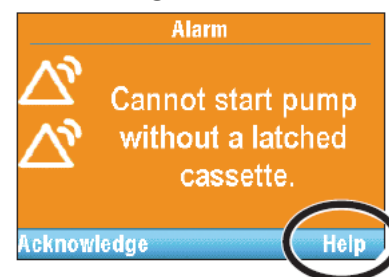 Alarm
Cannot start pump
without a latched
cassette.
Acknowledge Help